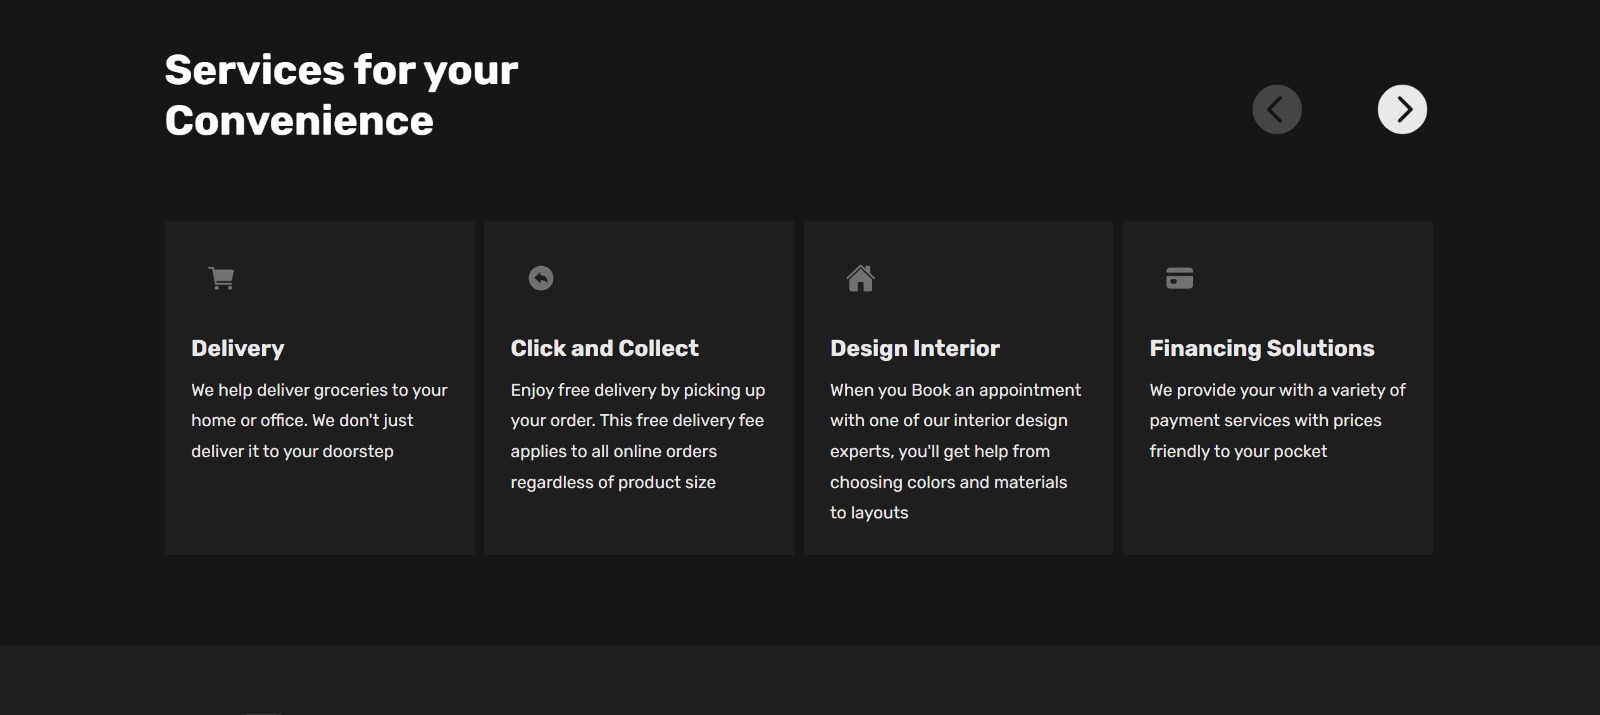 Services for your
Convenience
Delivery
We help deliver groceries to your
home or office. We don't just
deliver it to your doorstep
Click and Collect
Enjoy free delivery by picking up
your order. This free delivery fee
applies to all online orders
regardless of product size
Design Interior
When you Book an appointment
with one of our interior design
experts, you'll get help from
choosing colors and materials
to layouts
Financing Solutions
We provide your with a variety of
payment services with prices
friendly to your pocket